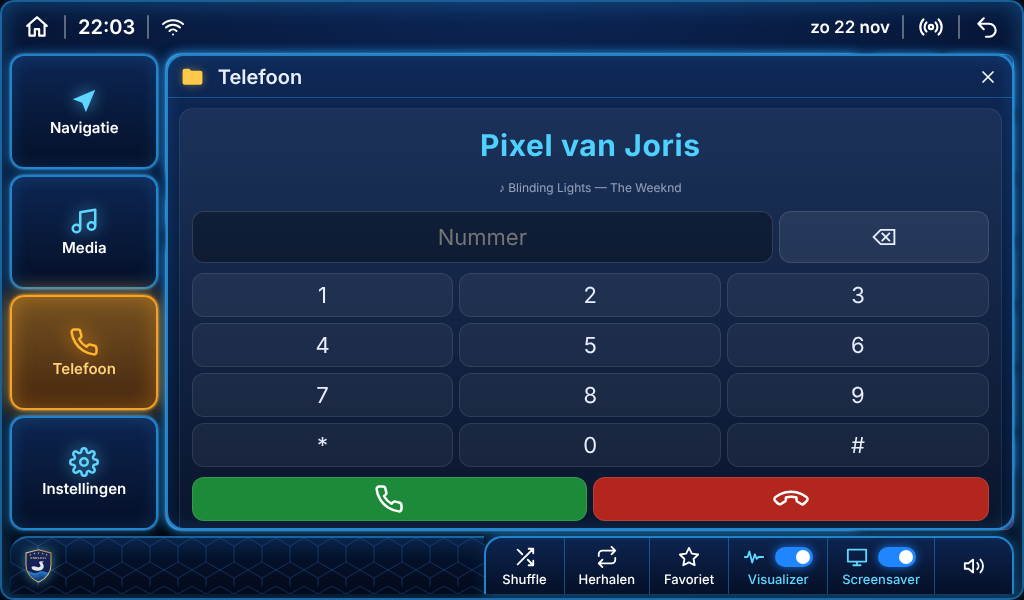 22:03
zo 22 nov
Navigatie
Media
Telefoon
Instellingen
Telefoon
Pixel van Joris
♪ Blinding Lights — The Weeknd
Nummer
1 2 3
4 5 6
7 8 9
* 0 #
Shuffle
Herhalen
Favoriet
Visualizer
Screensaver